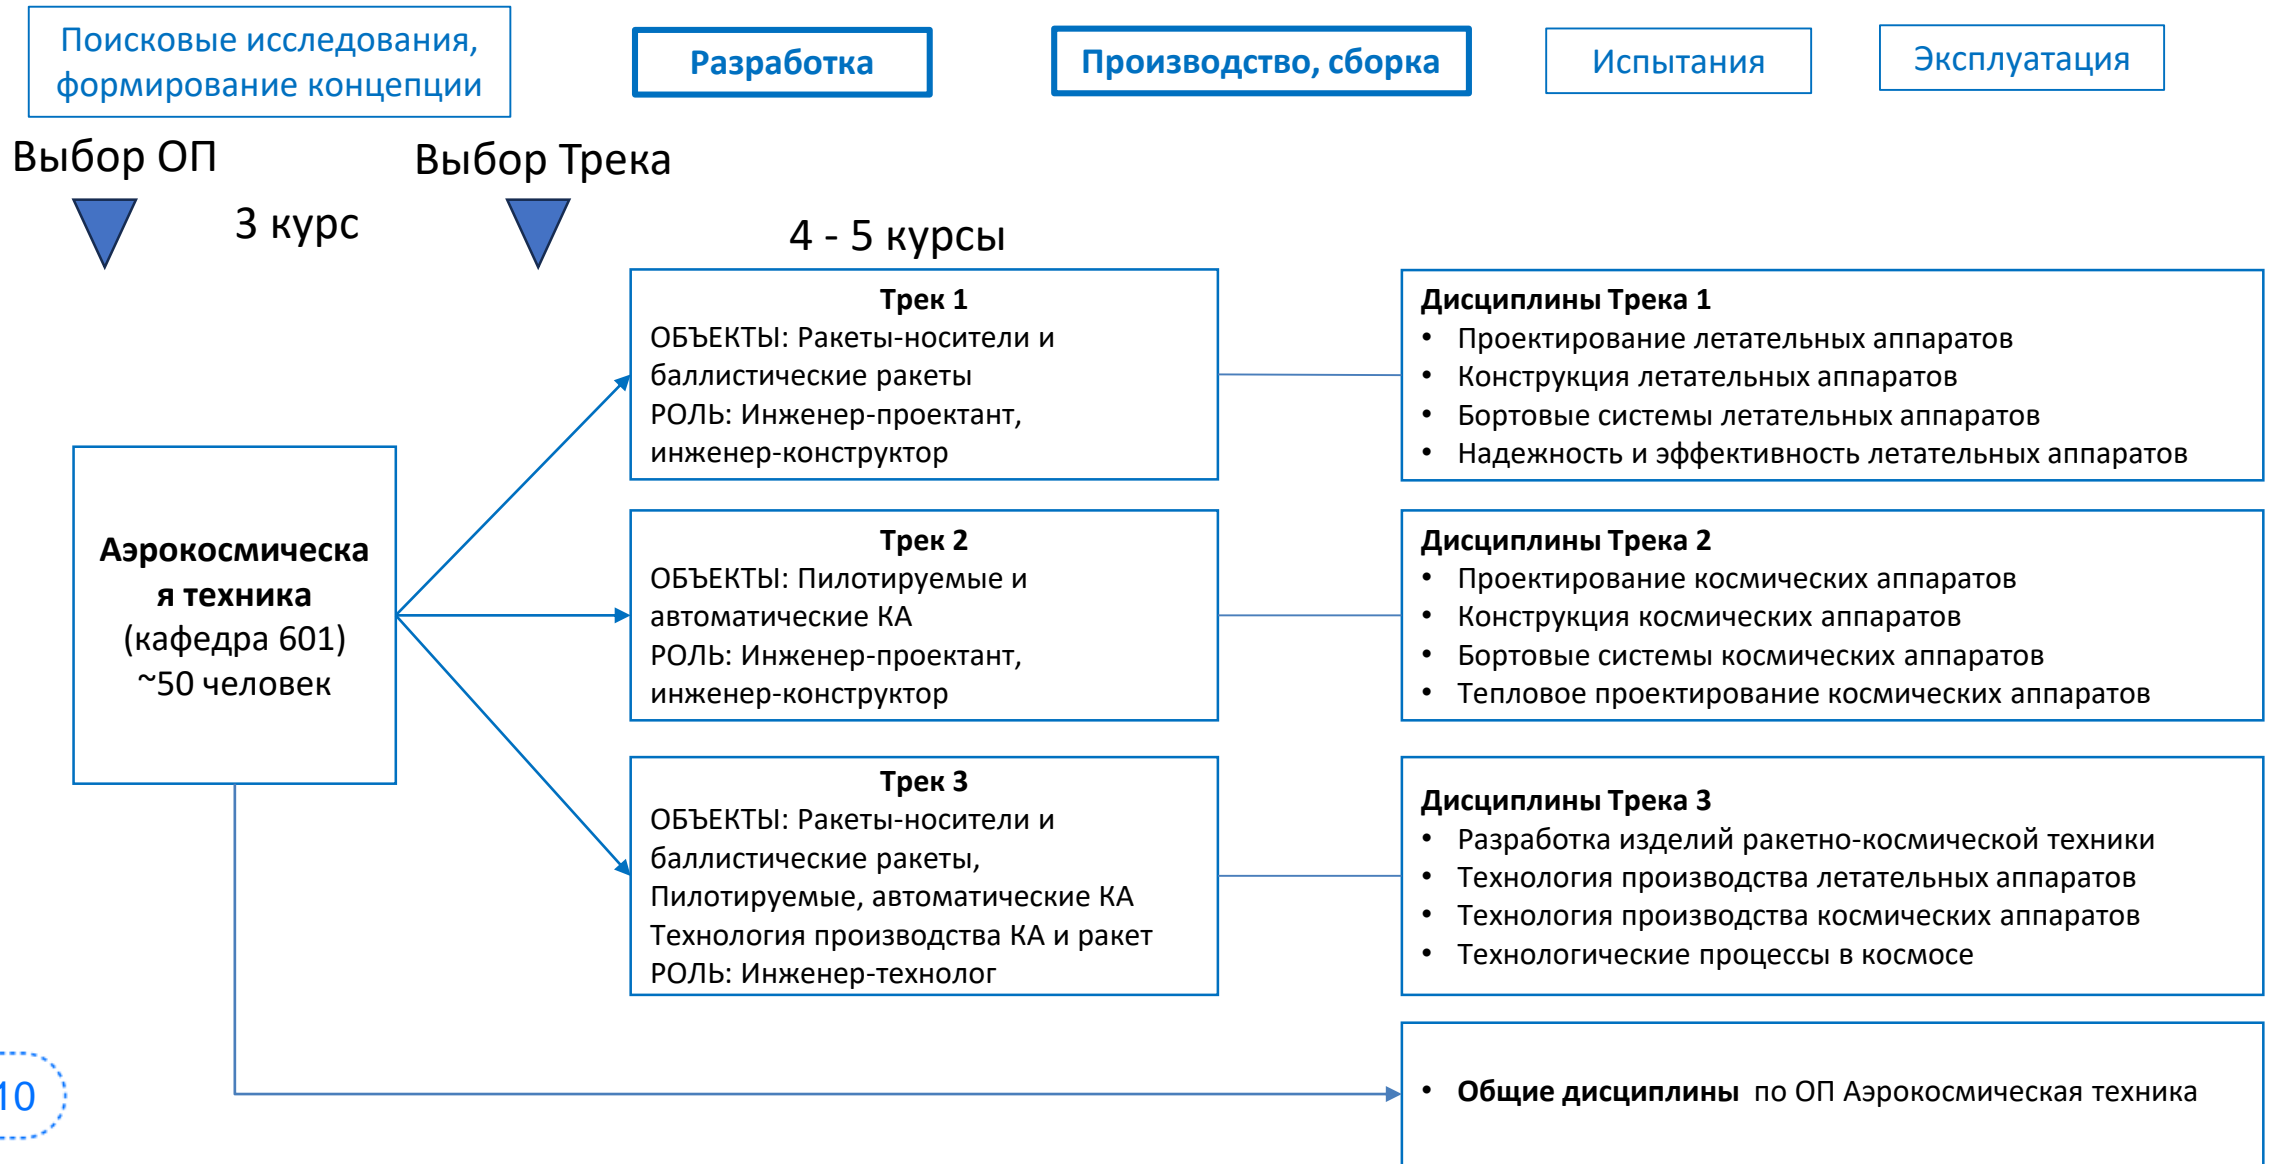 Поисковые исследования,
формирование концепции
Разработка
Производство, сборка
Испытания
Эксплуатация
Выбор ОП
Выбор Трека
3 курс
4 - 5 курсы
Аэрокосмическа
я техника
(кафедра 601)
~50 человек
Трек 1
ОБЪЕКТЫ: Ракеты-носители и
баллистические ракеты
РОЛЬ: Инженер-проектант,
инженер-конструктор
Дисциплины Трека 1
• Проектирование летательных аппаратов
• Конструкция летательных аппаратов
• Бортовые системы летательных аппаратов
• Надежность и эффективность летательных аппаратов
Трек 2
ОБЪЕКТЫ: Пилотируемые и
автоматические КА
РОЛЬ: Инженер-проектант,
инженер-конструктор
Дисциплины Трека 2
• Проектирование космических аппаратов
• Конструкция космических аппаратов
• Бортовые системы космических аппаратов
• Тепловое проектирование космических аппаратов
Трек 3
ОБЪЕКТЫ: Ракеты-носители и
баллистические ракеты,
Пилотируемые, автоматические КА
Технология производства КА и ракет
РОЛЬ: Инженер-технолог
Дисциплины Трека 3
• Разработка изделий ракетно-космической техники
• Технология производства летательных аппаратов
• Технология производства космических аппаратов
• Технологические процессы в космосе
• Общие дисциплины по ОП Аэрокосмическая техника
10